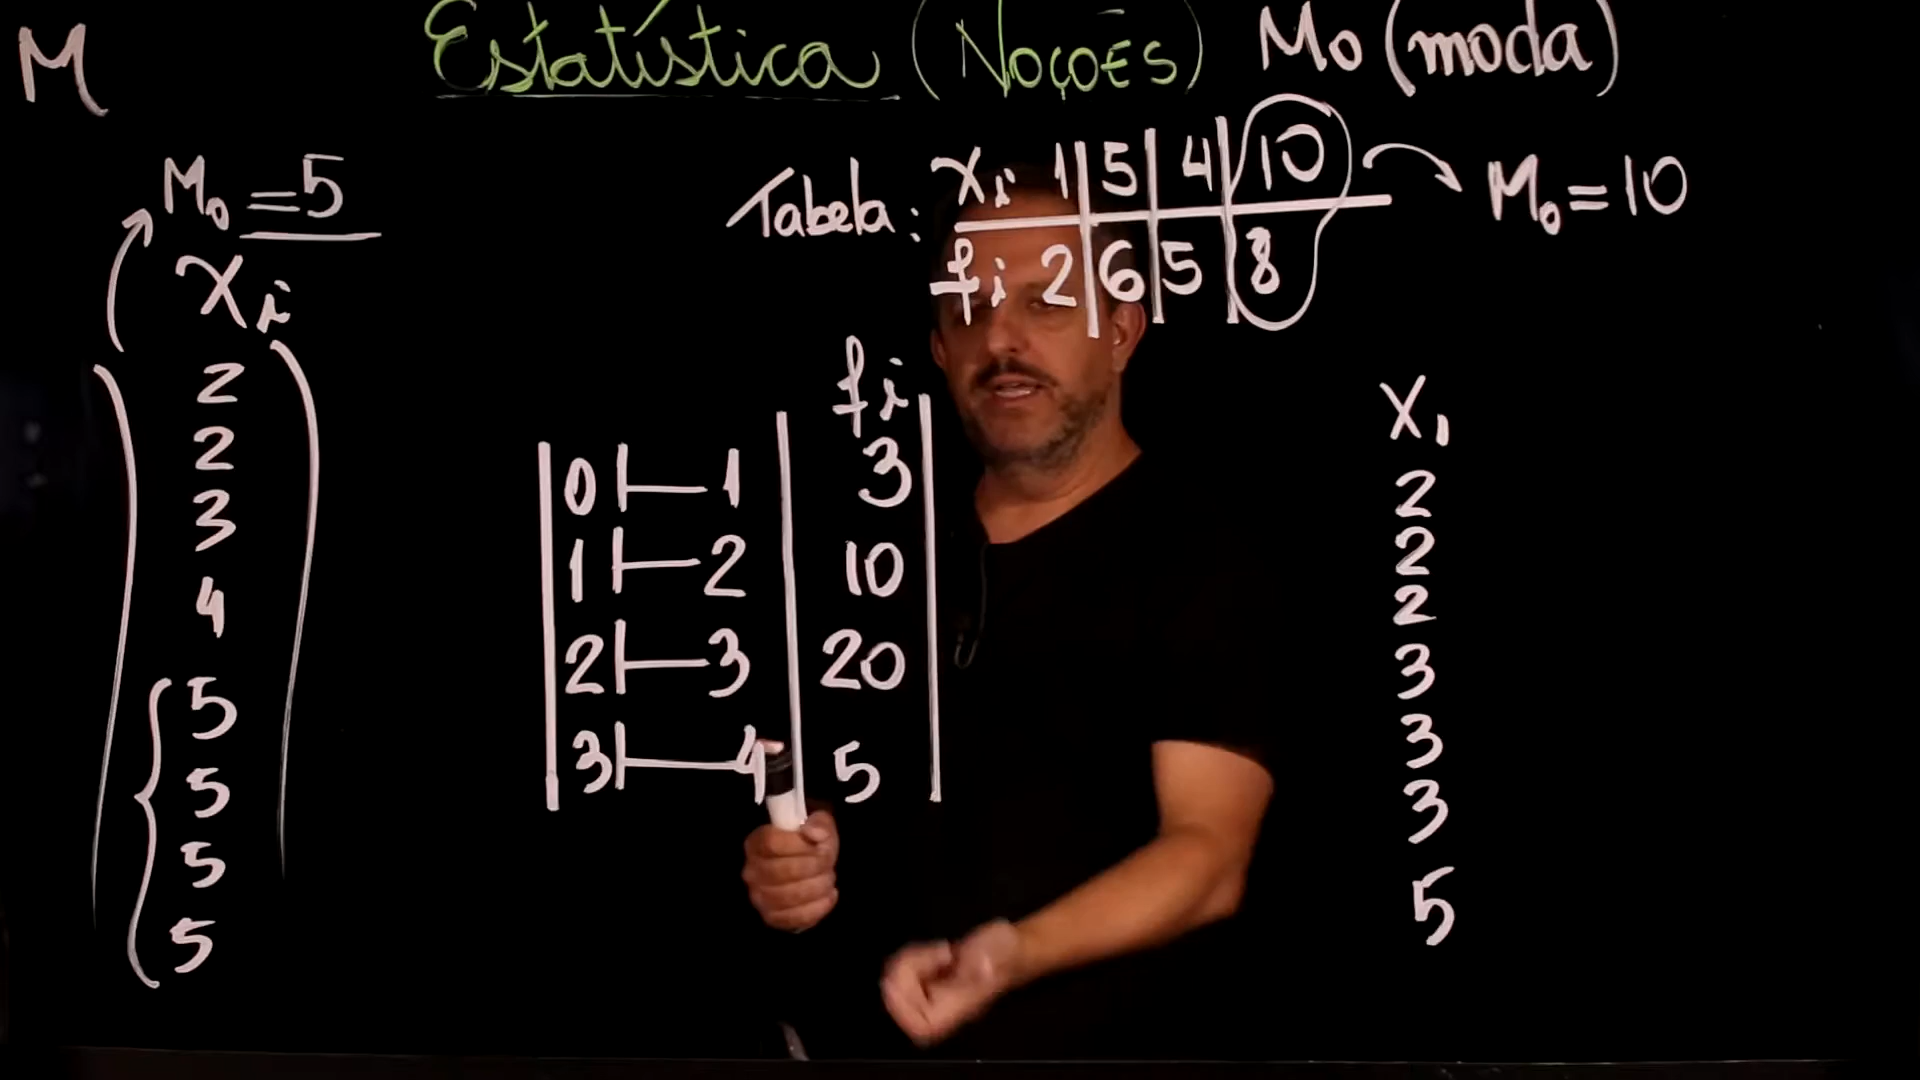 M
Estatística (NOÇÕES) Mo (moda)
Mo = 5
xi
2
2
3
4
5
5
5
5
Tabela: xi 1 5 4 10
fi 2 6 5 8
Mo = 10
fi
0 ⊢ 1 3
1 ⊢ 2 10
2 ⊢ 3 20
3 ⊢ 4 5
X1
2
2
2
3
3
3
5